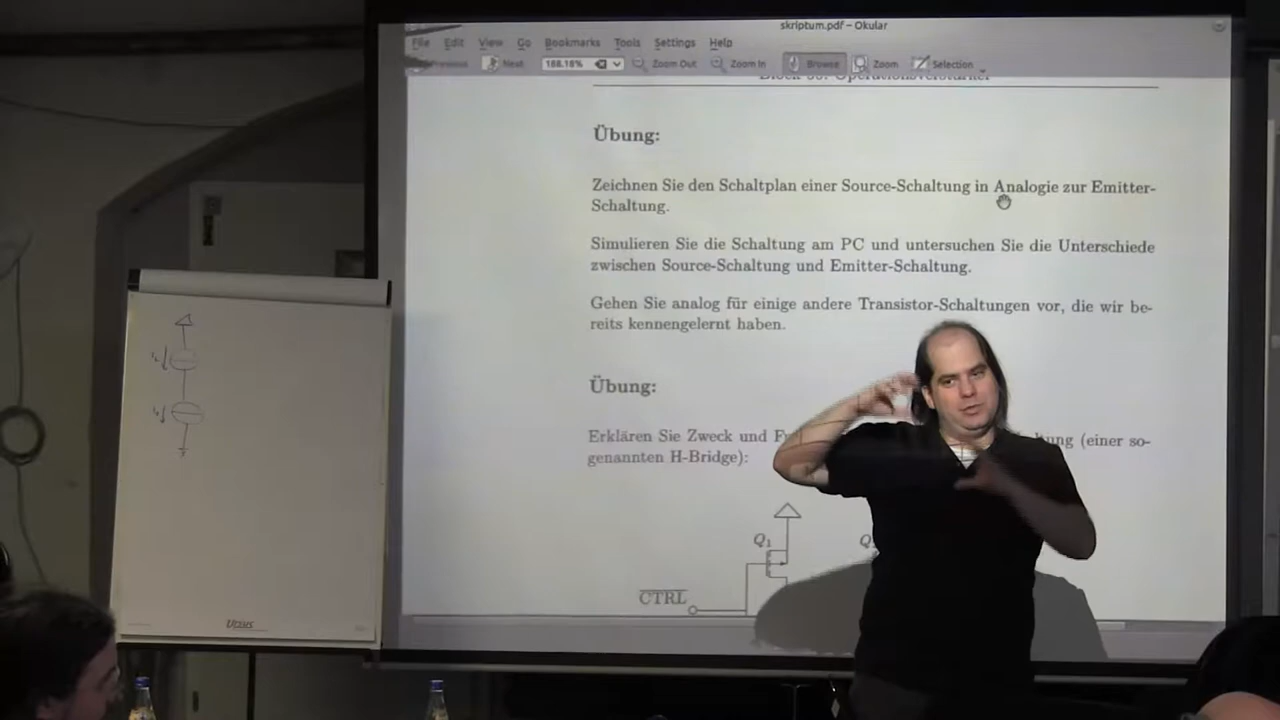 skriptum.pdf – Okular
File Edit View Go Bookmarks Tools Settings Help
Previous Next 188.18% Zoom Out Zoom In Browse Zoom Selection
Übung:
Zeichnen Sie den Schaltplan einer Source-Schaltung in Analogie zur Emitter-
Schaltung.
Simulieren Sie die Schaltung am PC und untersuchen Sie die Unterschiede
zwischen Source-Schaltung und Emitter-Schaltung.
Gehen Sie analog für einige andere Transistor-Schaltungen vor, die wir be-
reits kennengelernt haben.
Übung:
Erklären Sie Zweck und (einer so-
genannten H-Bridge):
Q1
CTRL